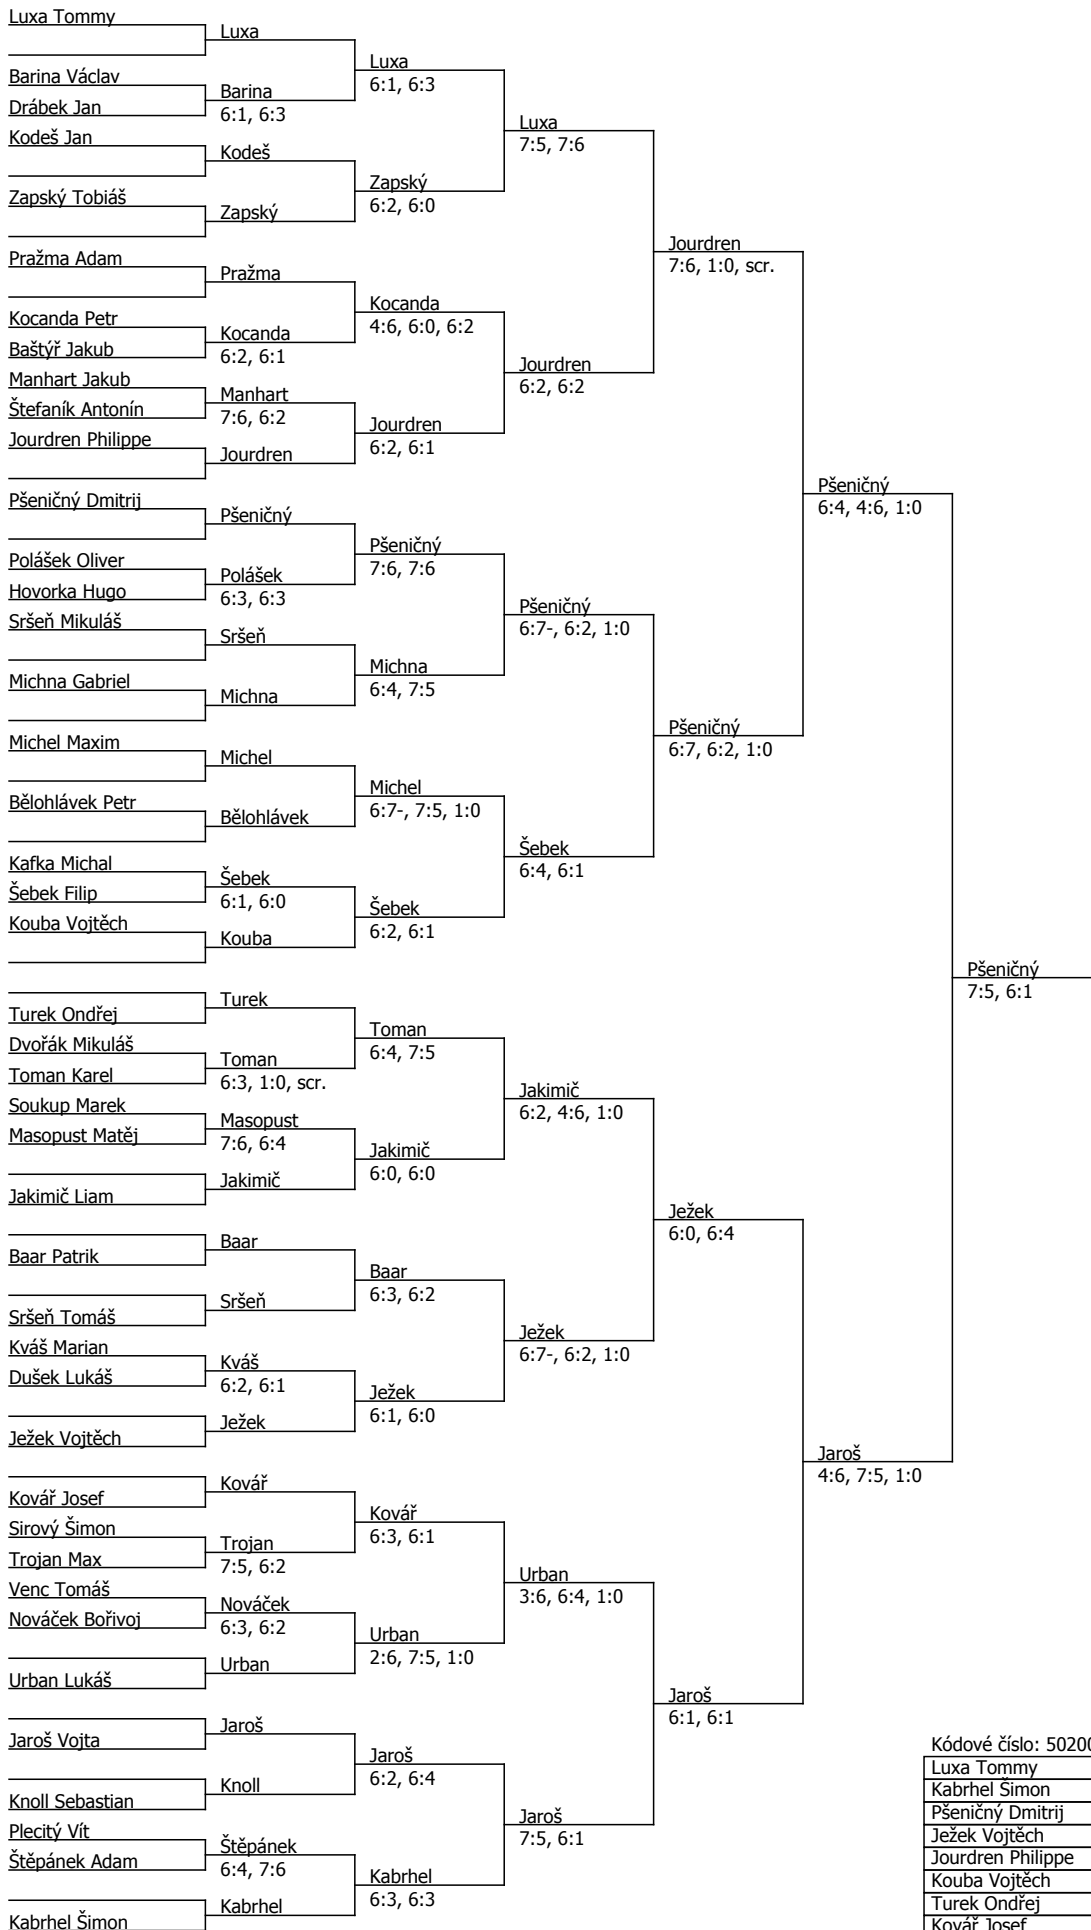 Luxa Tommy
Barina Václav
Drábek Jan
Kodeš Jan
Zapský Tobiáš
Pražma Adam
Kocanda Petr
Baštýř Jakub
Manhart Jakub
Štefaník Antonín
Jourdren Philippe
Pšeničný Dmitrij
Polášek Oliver
Hovorka Hugo
Sršeň Mikuláš
Michna Gabriel
Michel Maxim
Bělohlávek Petr
Kafka Michal
Šebek Filip
Kouba Vojtěch
Turek Ondřej
Dvořák Mikuláš
Toman Karel
Soukup Marek
Masopust Matěj
Jakimič Liam
Baar Patrik
Sršeň Tomáš
Kváš Marian
Dušek Lukáš
Ježek Vojtěch
Kovář Josef
Sirový Šimon
Trojan Max
Venc Tomáš
Nováček Bořivoj
Urban Lukáš
Jaroš Vojta
Knoll Sebastian
Plecitý Vít
Štěpánek Adam
Kabrhel Šimon
Luxa
Barina
6:1, 6:3
Kodeš
Zapský
Pražma
Kocanda
6:2, 6:1
Manhart
7:6, 6:2
Jourdren
Pšeničný
Polášek
6:3, 6:3
Sršeň
Michna
Michel
Bělohlávek
Šebek
6:1, 6:0
Kouba
Turek
Toman
6:3, 1:0, scr.
Masopust
7:6, 6:4
Jakimič
Baar
Sršeň
Kváš
6:2, 6:1
Ježek
Kovář
Trojan
7:5, 6:2
Nováček
6:3, 6:2
Urban
Jaroš
Knoll
Štěpánek
6:4, 7:6
Kabrhel
Luxa
6:1, 6:3
Zapský
6:2, 6:0
Kocanda
4:6, 6:0, 6:2
Jourdren
6:2, 6:1
Pšeničný
7:6, 7:6
Michna
6:4, 7:5
Michel
6:7-, 7:5, 1:0
Šebek
6:2, 6:1
Toman
6:4, 7:5
Jakimič
6:0, 6:0
Baar
6:3, 6:2
Ježek
6:1, 6:0
Kovář
6:3, 6:1
Urban
2:6, 7:5, 1:0
Jaroš
6:2, 6:4
Kabrhel
6:3, 6:3
Luxa
7:5, 7:6
Jourdren
6:2, 6:2
Pšeničný
6:7-, 6:2, 1:0
Šebek
6:4, 6:1
Jakimič
6:2, 4:6, 1:0
Ježek
6:7-, 6:2, 1:0
Urban
3:6, 6:4, 1:0
Jaroš
7:5, 6:1
Jourdren
7:6, 1:0, scr.
Pšeničný
6:7, 6:2, 1:0
Ježek
6:0, 6:4
Jaroš
6:1, 6:1
Pšeničný
6:4, 4:6, 1:0
Jaroš
4:6, 7:5, 1:0
Pšeničný
7:5, 6:1
Kódové číslo: 50200
Luxa Tommy
Kabrhel Šimon
Pšeničný Dmitrij
Ježek Vojtěch
Jourdren Philippe
Kouba Vojtěch
Turek Ondřej
Kovář Josef